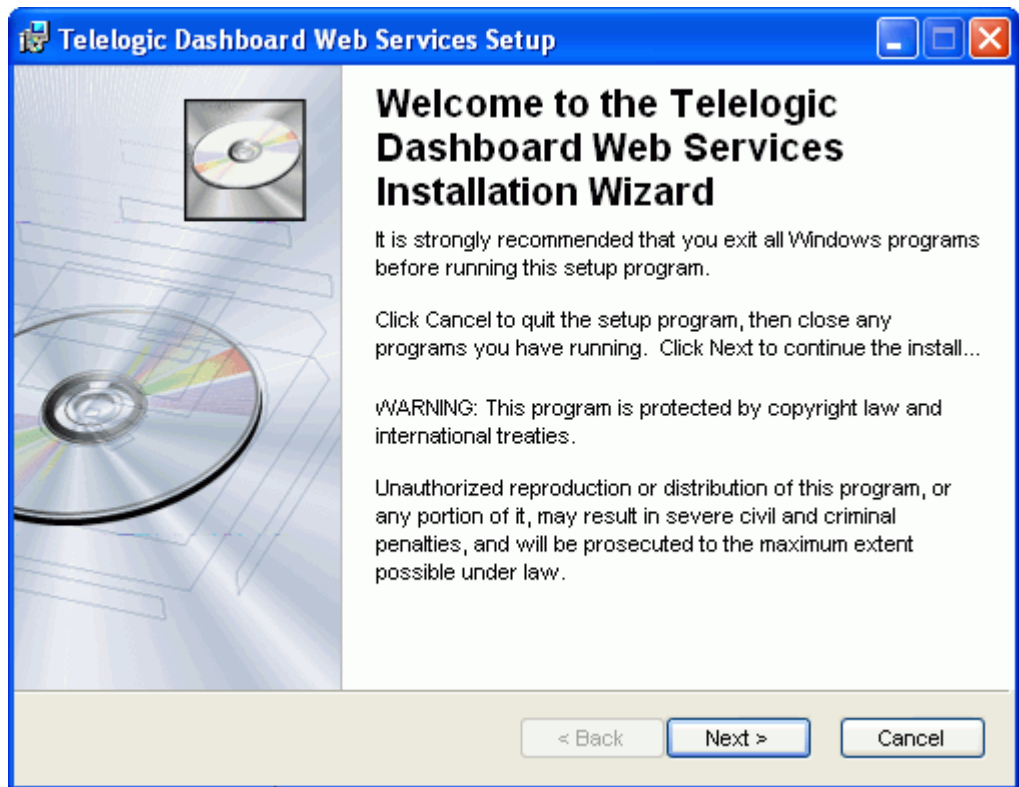 Telelogic Dashboard Web Services Setup
Welcome to the Telelogic
Dashboard Web Services
Installation Wizard
It is strongly recommended that you exit all Windows programs
before running this setup program.
Click Cancel to quit the setup program, then close any
programs you have running.  Click Next to continue the install...
WARNING: This program is protected by copyright law and
international treaties.
Unauthorized reproduction or distribution of this program, or
any portion of it, may result in severe civil and criminal
penalties, and will be prosecuted to the maximum extent
possible under law.
< Back
Next >
Cancel